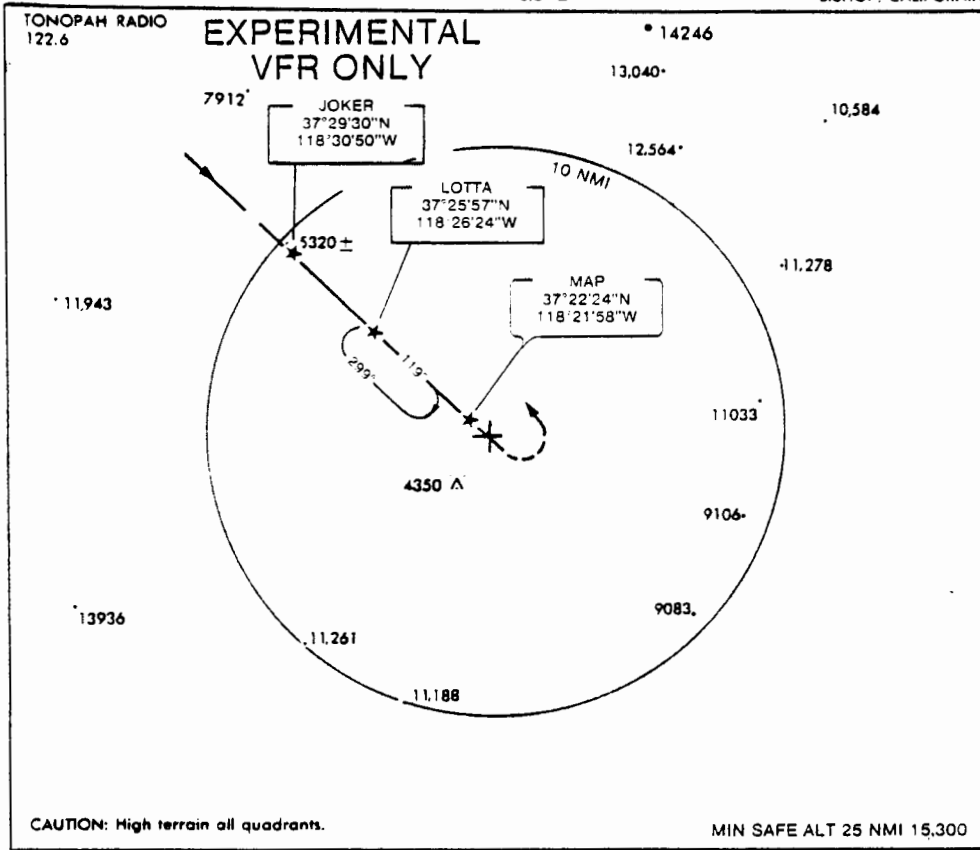 TONOPAH RADIO
122.6
EXPERIMENTAL
VFR ONLY
14246
13,040
7912
10,584
JOKER
37°29'30"N
118°30'50"W
12,564
10 NMI
LOTTA
37°25'57"N
118°26'24"W
5320 ±
11,278
MAP
37°22'24"N
118°21'58"W
11,943
299°
119°
11033
4350
9106
13936
9083
11,261
11,188
CAUTION: High terrain all quadrants.
MIN SAFE ALT 25 NMI 15,300